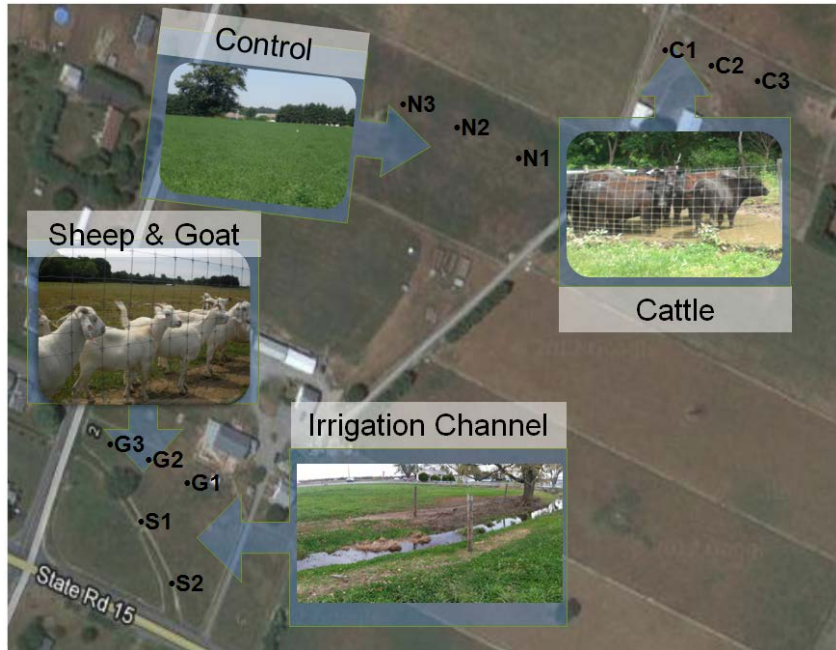 Control
•C1
•C2
•C3
•N3
•N2
•N1
Sheep & Goat
Cattle
Irrigation Channel
2
•G3
•G2
•G1
•S1
•S2
State Rd 15